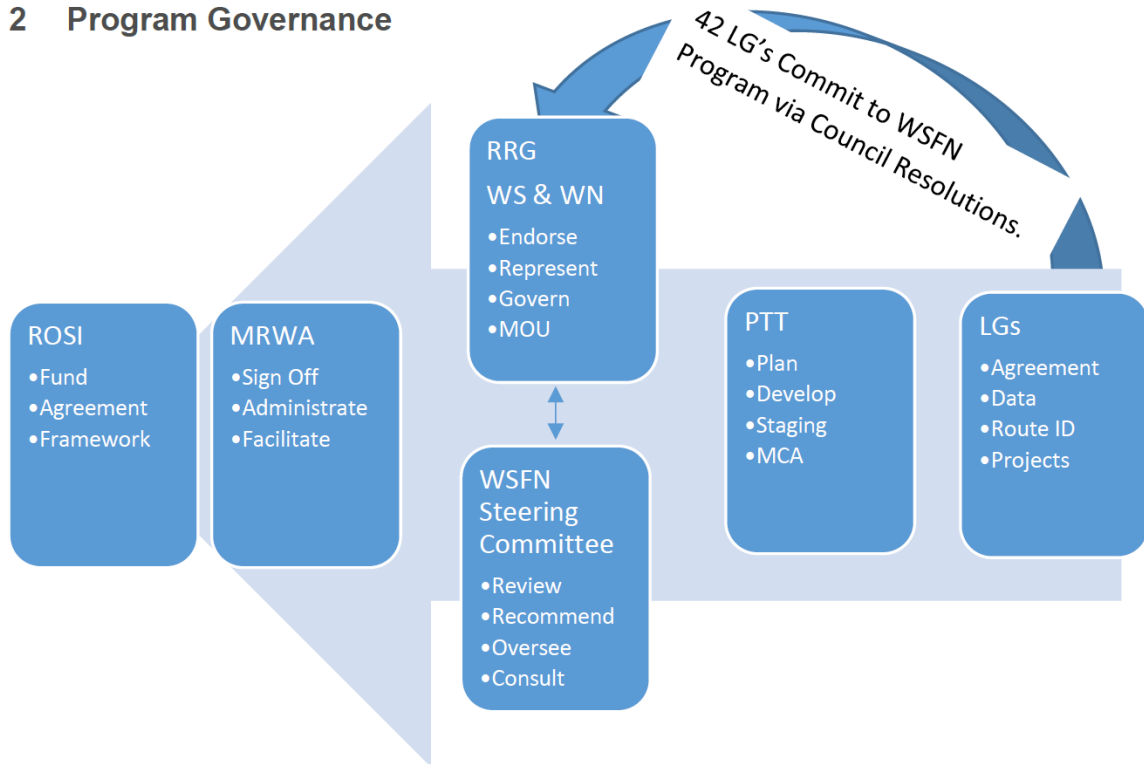 2 Program Governance
42 LG's Commit to WSFN
Program via Council Resolutions.
RRG
WS & WN
•Endorse
•Represent
•Govern
•MOU
ROSI
•Fund
•Agreement
•Framework
MRWA
•Sign Off
•Administrate
•Facilitate
WSFN
Steering
Committee
•Review
•Recommend
•Oversee
•Consult
PTT
•Plan
•Develop
•Staging
•MCA
LGs
•Agreement
•Data
•Route ID
•Projects